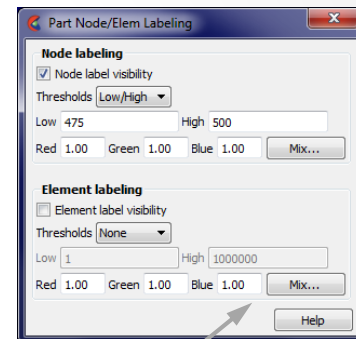 Part Node/Elem Labeling
Node labeling
Node label visibility
Thresholds Low/High
Low 475 High 500
Red 1.00 Green 1.00 Blue 1.00 Mix...
Element labeling
Element label visibility
Thresholds None
Low 1 High 1000000
Red 1.00 Green 1.00 Blue 1.00 Mix...
Help